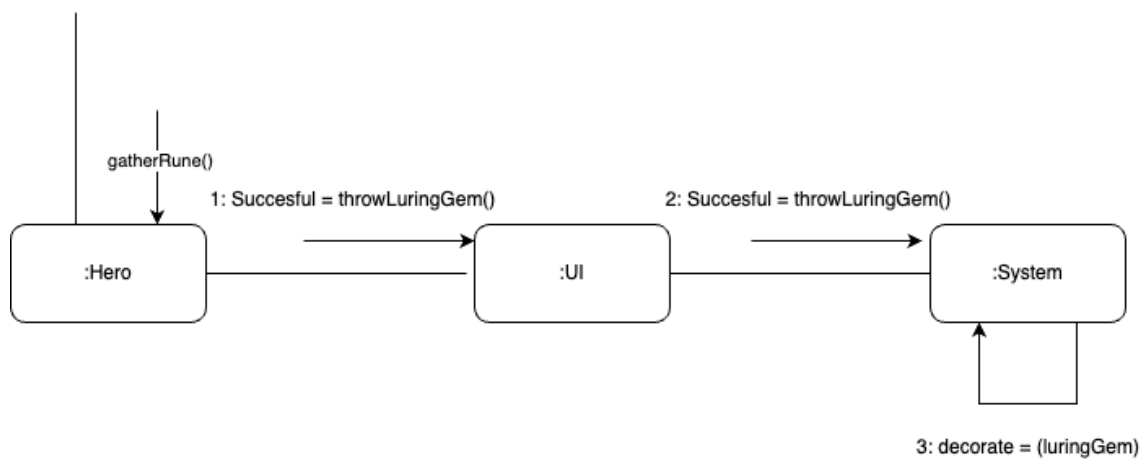 gatherRune()
1: Succesful = throwLuringGem()
2: Succesful = throwLuringGem()
:Hero
:UI
:System
3: decorate = (luringGem)